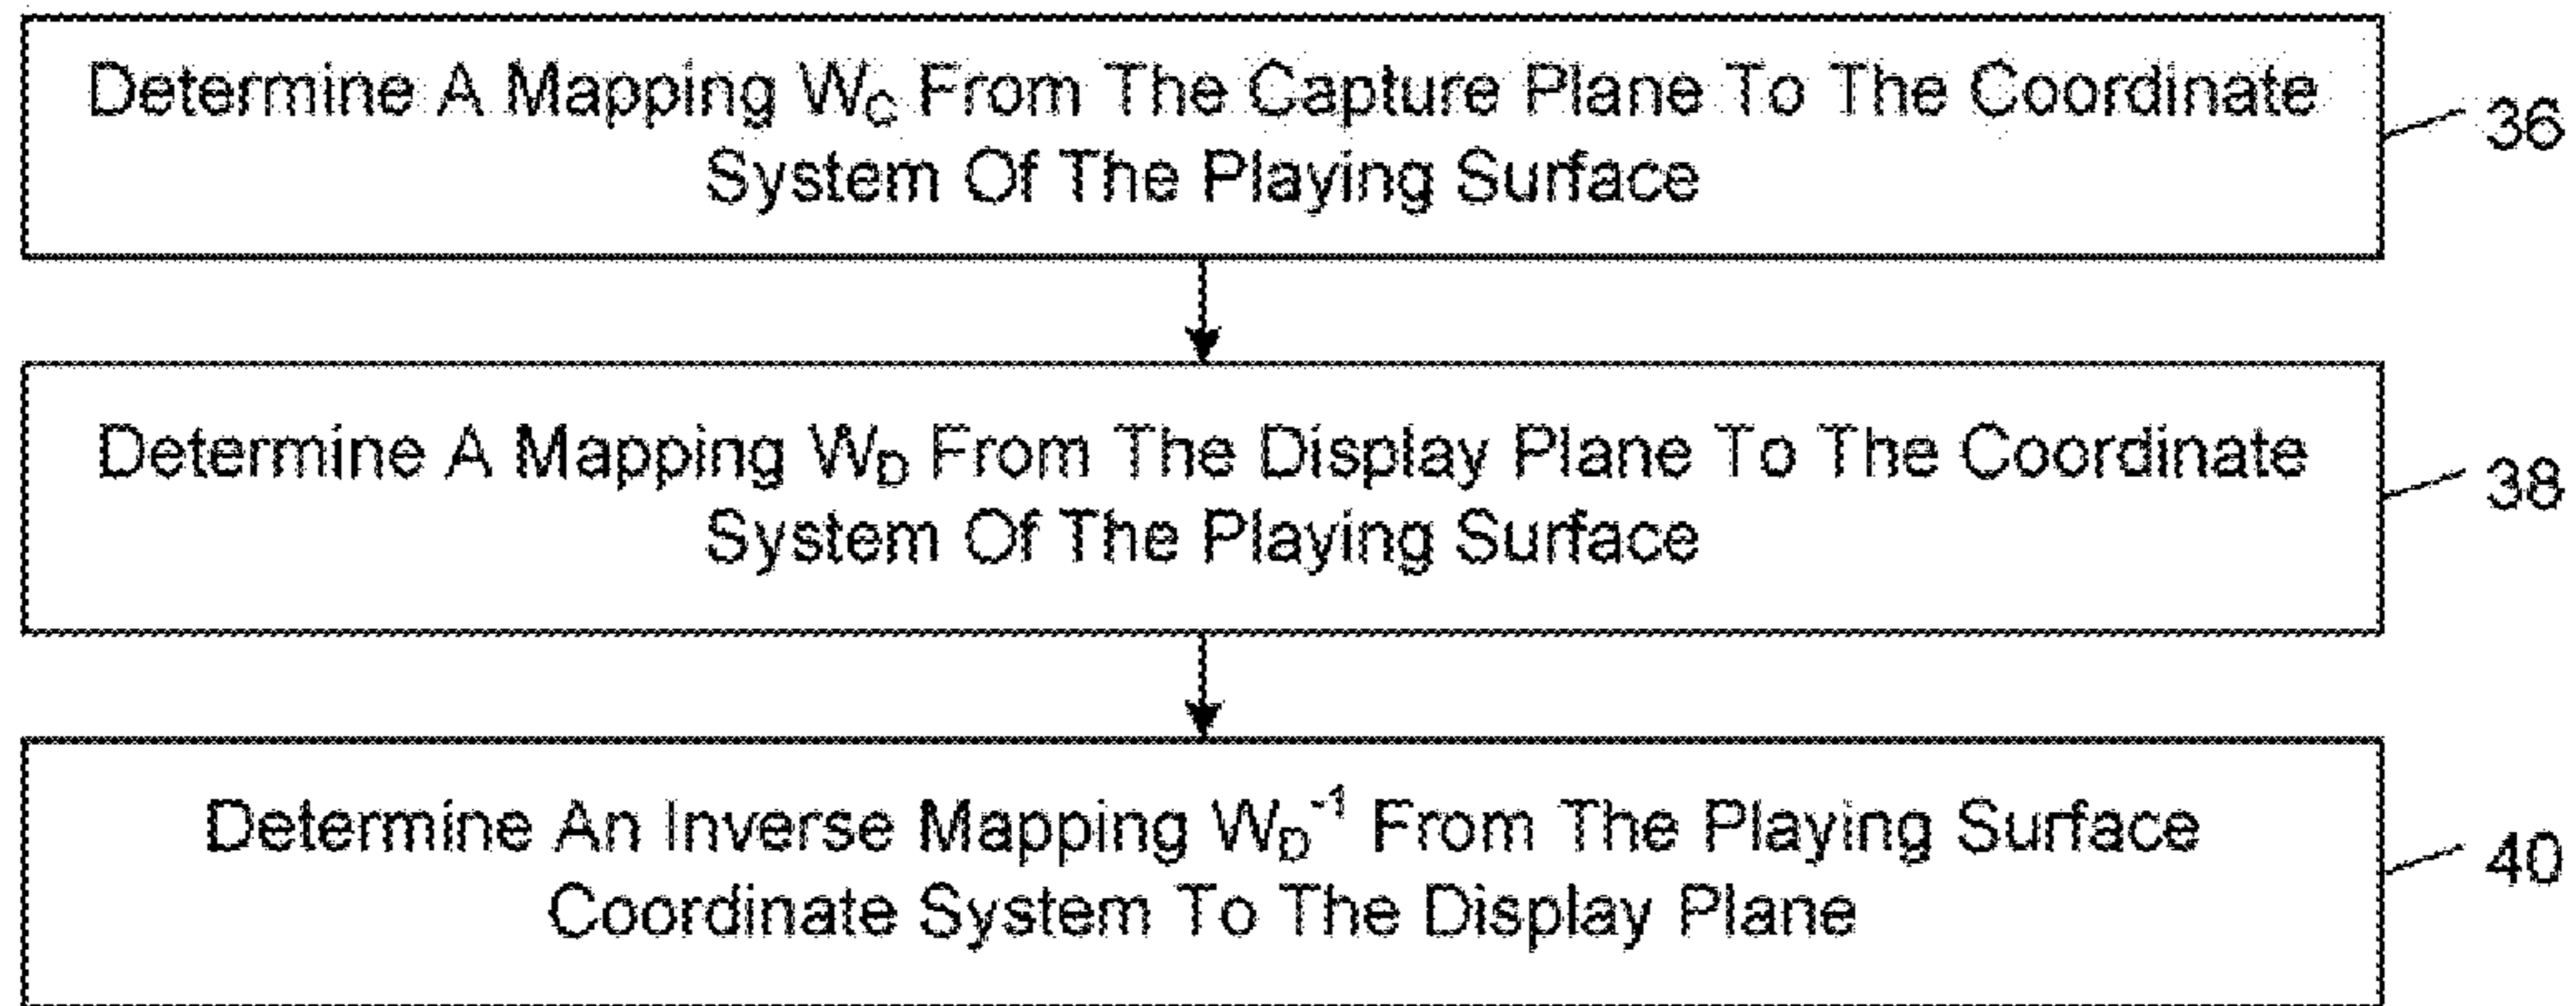 Determine A Mapping W_C From The Capture Plane To The Coordinate
System Of The Playing Surface
36
Determine A Mapping W_D From The Display Plane To The Coordinate
System Of The Playing Surface
38
Determine An Inverse Mapping W_D^-1 From The Playing Surface
Coordinate System To The Display Plane
40